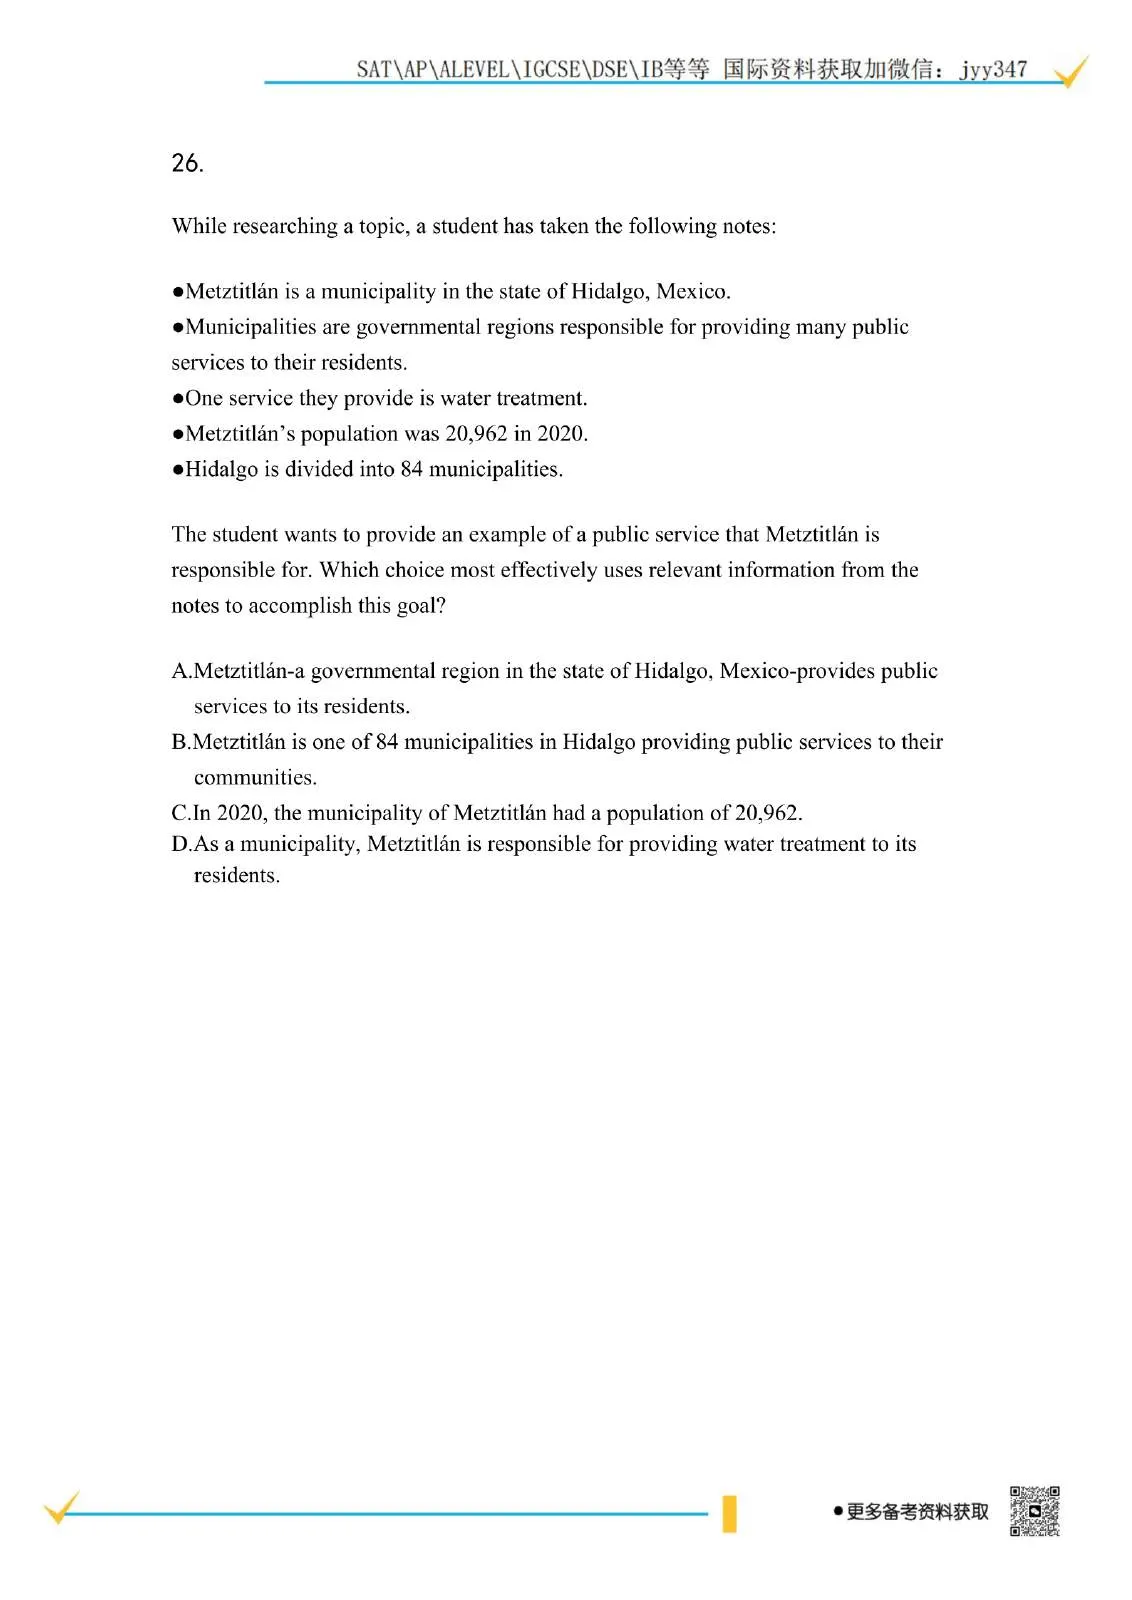 SAT\AP\ALEVEL\IGCSE\DSE\IB等等 国际资料获取加微信：jyy347
26.
While researching a topic, a student has taken the following notes:
●Metztitlán is a municipality in the state of Hidalgo, Mexico.
●Municipalities are governmental regions responsible for providing many public
services to their residents.
●One service they provide is water treatment.
●Metztitlán’s population was 20,962 in 2020.
●Hidalgo is divided into 84 municipalities.
The student wants to provide an example of a public service that Metztitlán is
responsible for. Which choice most effectively uses relevant information from the
notes to accomplish this goal?
A.Metztitlán-a governmental region in the state of Hidalgo, Mexico-provides public
services to its residents.
B.Metztitlán is one of 84 municipalities in Hidalgo providing public services to their
communities.
C.In 2020, the municipality of Metztitlán had a population of 20,962.
D.As a municipality, Metztitlán is responsible for providing water treatment to its
residents.
●更多备考资料获取